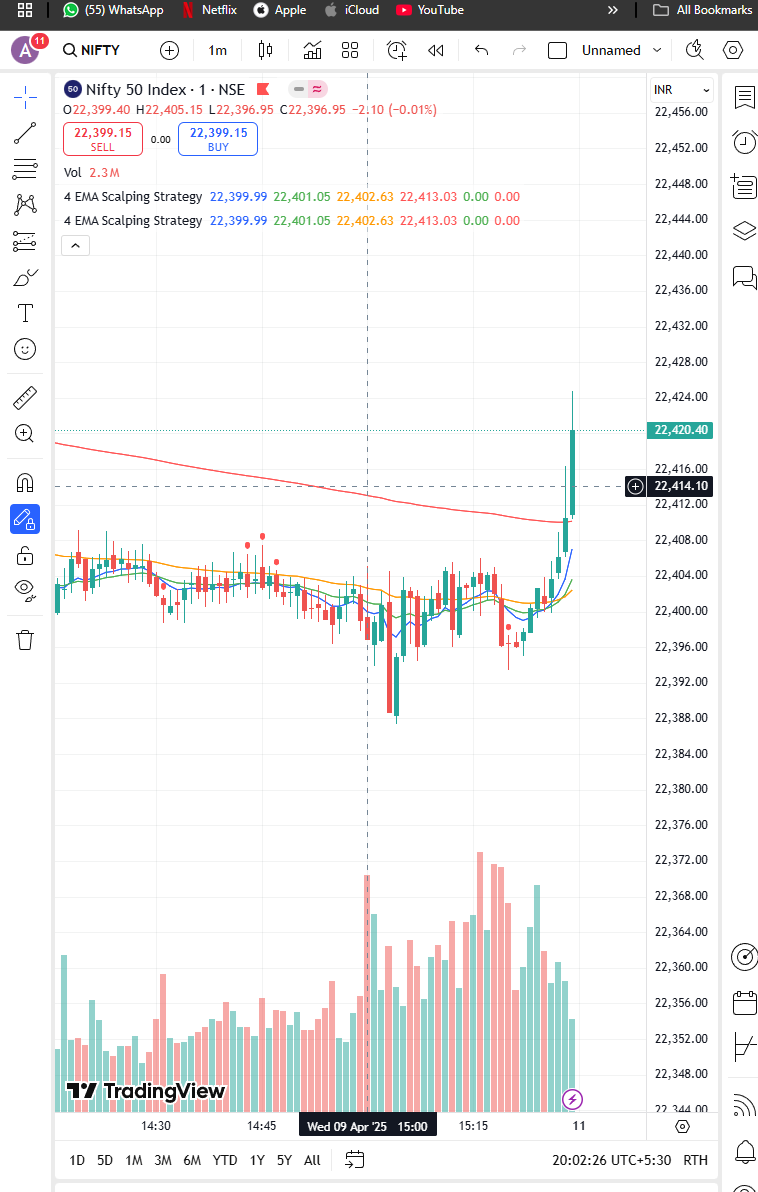 (55) WhatsApp Netflix Apple iCloud YouTube » All Bookmarks
A 11 NIFTY 1m Unnamed
50 Nifty 50 Index · 1 · NSE INR
O22,399.40 H22,405.15 L22,396.95 C22,396.95 −2.10 (−0.01%)
22,399.15 SELL 0.00 22,399.15 BUY
Vol 2.3M
4 EMA Scalping Strategy 22,399.99 22,401.05 22,402.63 22,413.03 0.00 0.00
4 EMA Scalping Strategy 22,399.99 22,401.05 22,402.63 22,413.03 0.00 0.00
22,456.00
22,452.00
22,448.00
22,444.00
22,440.00
22,436.00
22,432.00
22,428.00
22,424.00
22,420.40
22,416.00
22,414.10
22,412.00
22,408.00
22,404.00
22,400.00
22,396.00
22,392.00
22,388.00
22,384.00
22,380.00
22,376.00
22,372.00
22,368.00
22,364.00
22,360.00
22,356.00
22,352.00
22,348.00
22,344.00
TradingView
14:30 14:45 Wed 09 Apr '25 15:00 15:15 11
1D 5D 1M 3M 6M YTD 1Y 5Y All 20:02:26 UTC+5:30 RTH